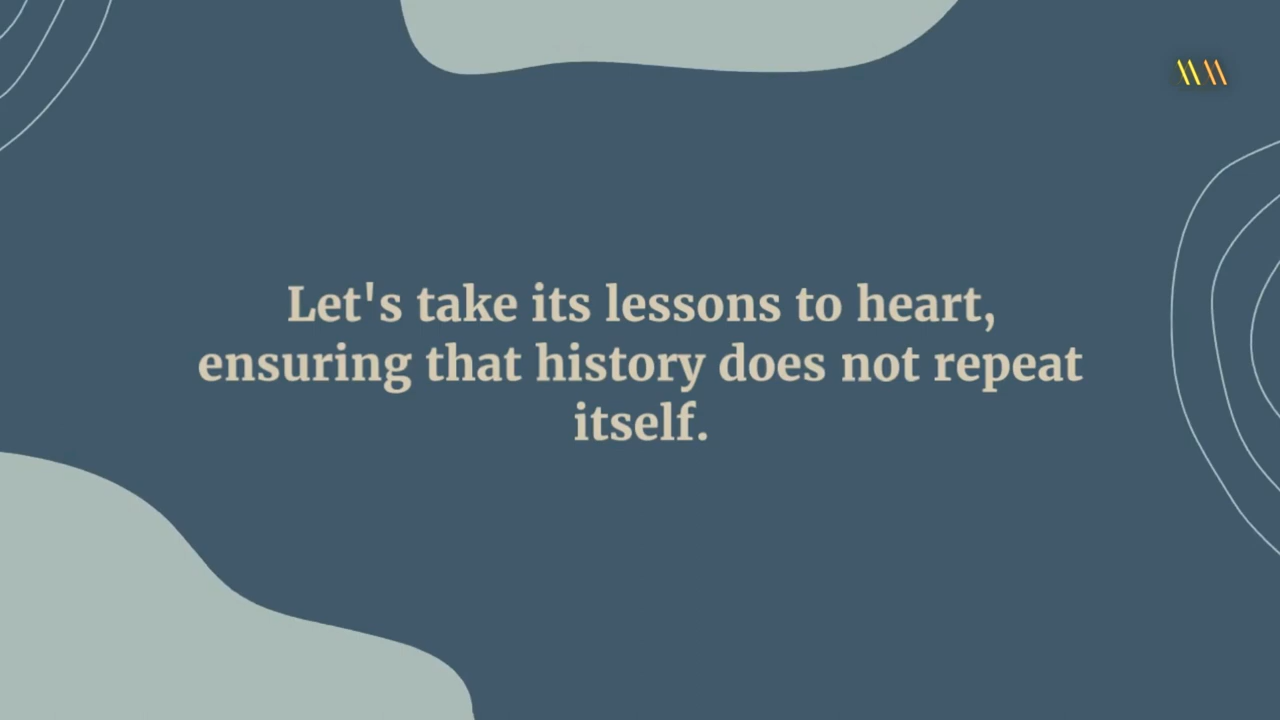 Let's take its lessons to heart,
ensuring that history does not repeat
itself.